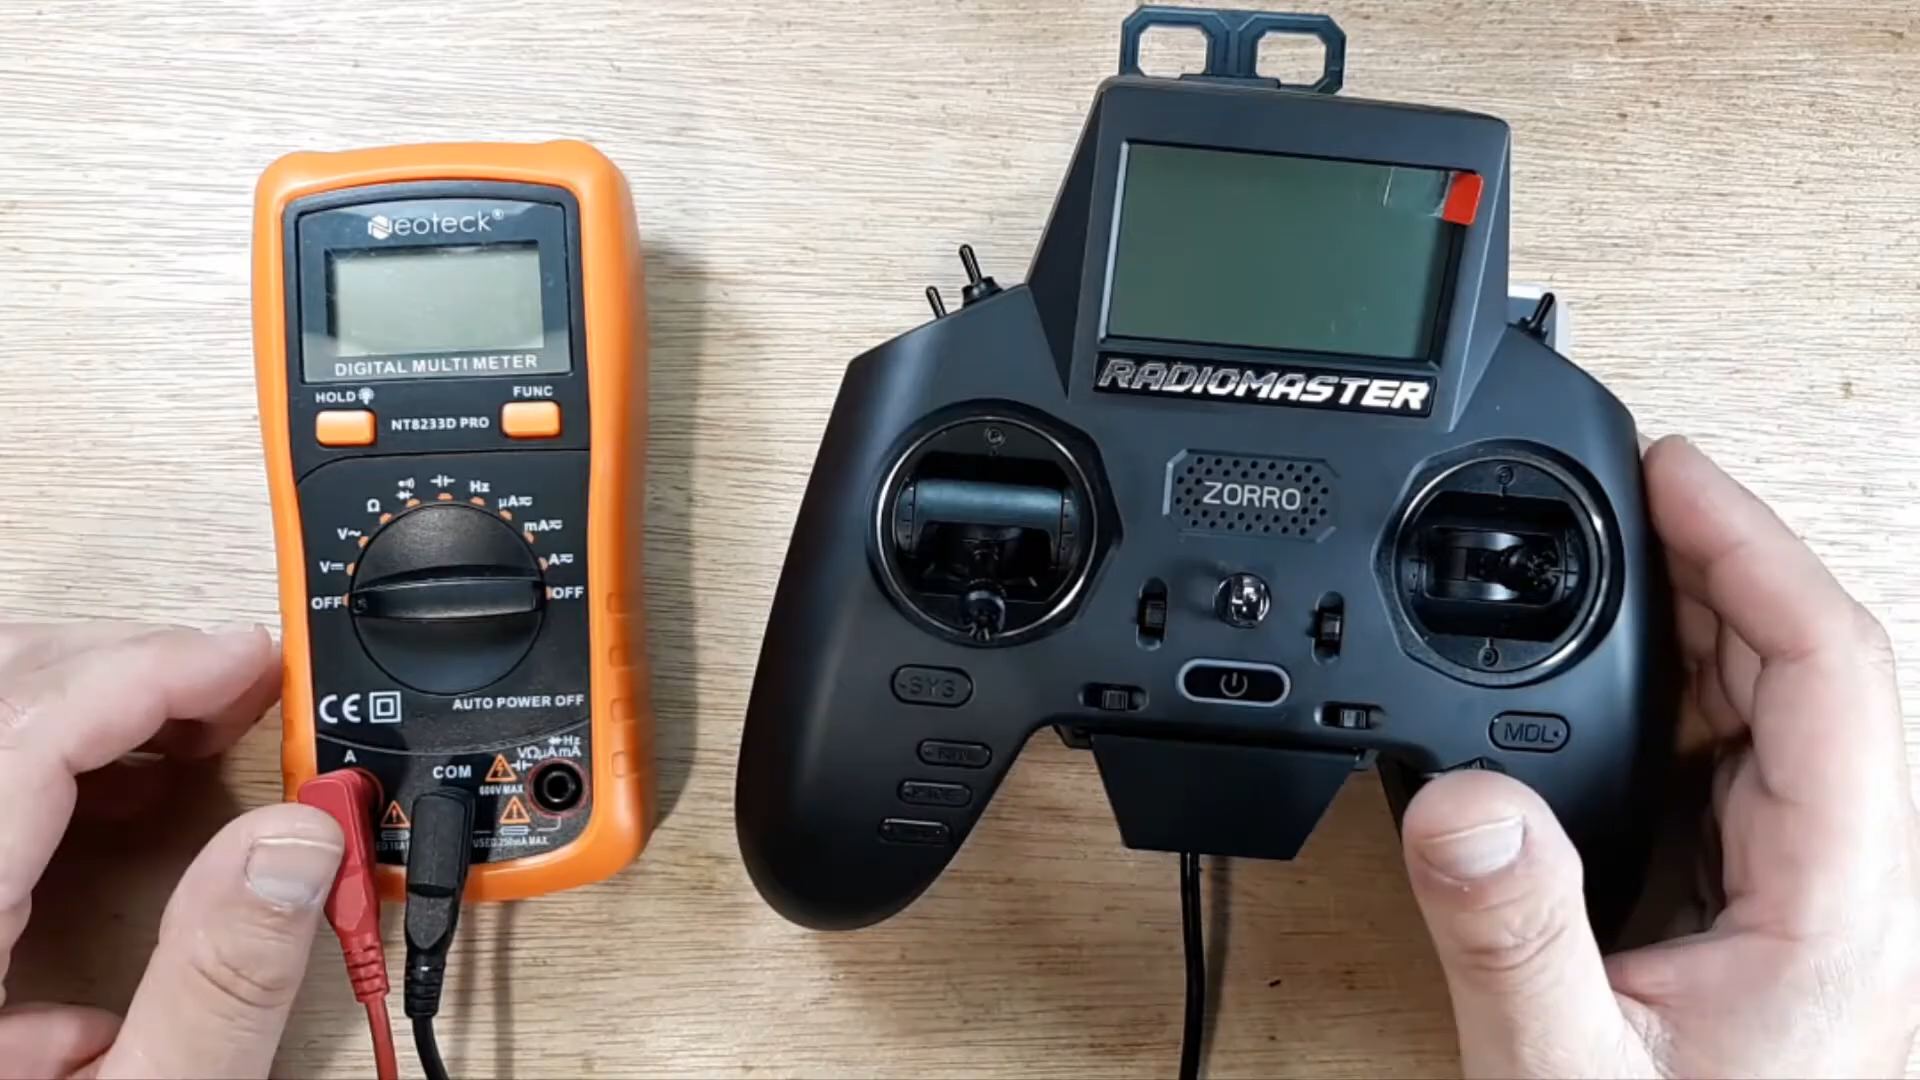 Neoteck®
DIGITAL MULTI METER
HOLD
FUNC
NT8233D PRO
Hz
Ω
µA
mA
V~
A
V
OFF
OFF
CE
AUTO POWER OFF
A
COM
Hz
VΩµAmA
600V MAX
RADIOMASTER
ZORRO
SYS
MDL